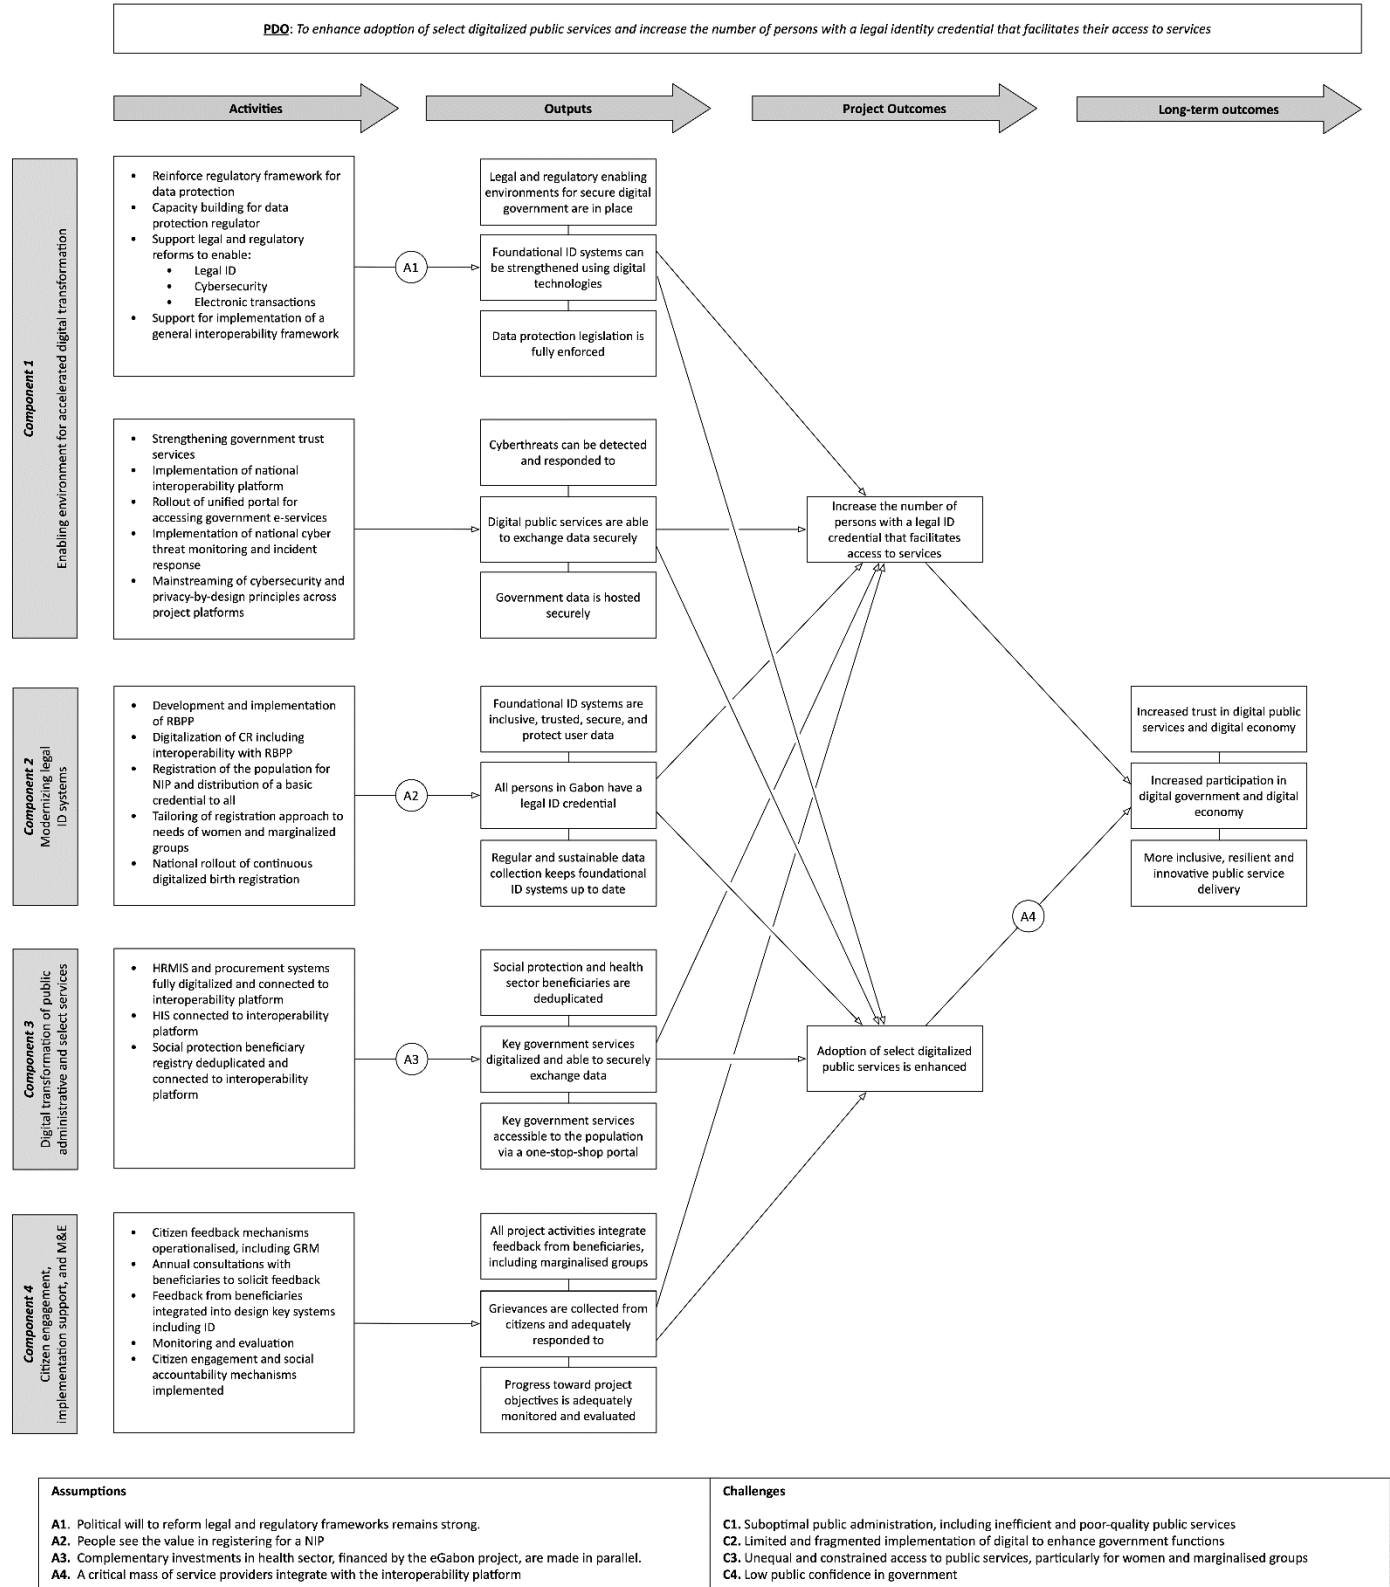 PDO: To enhance adoption of select digitalized public services and increase the number of persons with a legal identity credential that facilitates their access to services
Activities
Outputs
Project Outcomes
Long-term outcomes
Component 1
Enabling environment for accelerated digital transformation
• Reinforce regulatory framework for
data protection
• Capacity building for data
protection regulator
• Support legal and regulatory
reforms to enable:
• Legal ID
• Cybersecurity
• Electronic transactions
• Support for implementation of a
general interoperability framework
A1
Legal and regulatory enabling
environments for secure digital
government are in place
Foundational ID systems can
be strengthened using digital
technologies
Data protection legislation is
fully enforced
• Strengthening government trust
services
• Implementation of national
interoperability platform
• Rollout of unified portal for
accessing government e-services
• Implementation of national cyber
threat monitoring and incident
response
• Mainstreaming of cybersecurity and
privacy-by-design principles across
project platforms
Cyberthreats can be detected
and responded to
Digital public services are able
to exchange data securely
Government data is hosted
securely
Increase the number of
persons with a legal ID
credential that facilitates
access to services
Component 2
Modernizing legal
ID systems
• Development and implementation
of RBPP
• Digitalization of CR including
interoperability with RBPP
• Registration of the population for
NIP and distribution of a basic
credential to all
• Tailoring of registration approach to
needs of women and marginalized
groups
• National rollout of continuous
digitalized birth registration
A2
Foundational ID systems are
inclusive, trusted, secure, and
protect user data
All persons in Gabon have a
legal ID credential
Regular and sustainable data
collection keeps foundational
ID systems up to date
Increased trust in digital public
services and digital economy
Increased participation in
digital government and digital
economy
More inclusive, resilient and
innovative public service
delivery
A4
Component 3
Digital transformation of public
administrative and select services
• HRMIS and procurement systems
fully digitalized and connected to
interoperability platform
• HIS connected to interoperability
platform
• Social protection beneficiary
registry deduplicated and
connected to interoperability
platform
A3
Social protection and health
sector beneficiaries are
deduplicated
Key government services
digitalized and able to securely
exchange data
Key government services
accessible to the population
via a one-stop-shop portal
Adoption of select digitalized
public services is enhanced
Component 4
Citizen engagement,
implementation support, and M&E
• Citizen feedback mechanisms
operationalised, including GRM
• Annual consultations with
beneficiaries to solicit feedback
• Feedback from beneficiaries
integrated into design key systems
including ID
• Monitoring and evaluation
• Citizen engagement and social
accountability mechanisms
implemented
All project activities integrate
feedback from beneficiaries,
including marginalised groups
Grievances are collected from
citizens and adequately
responded to
Progress toward project
objectives is adequately
monitored and evaluated
Assumptions
A1. Political will to reform legal and regulatory frameworks remains strong.
A2. People see the value in registering for a NIP
A3. Complementary investments in health sector, financed by the eGabon project, are made in parallel.
A4. A critical mass of service providers integrate with the interoperability platform
Challenges
C1. Suboptimal public administration, including inefficient and poor-quality public services
C2. Limited and fragmented implementation of digital to enhance government functions
C3. Unequal and constrained access to public services, particularly for women and marginalised groups
C4. Low public confidence in government